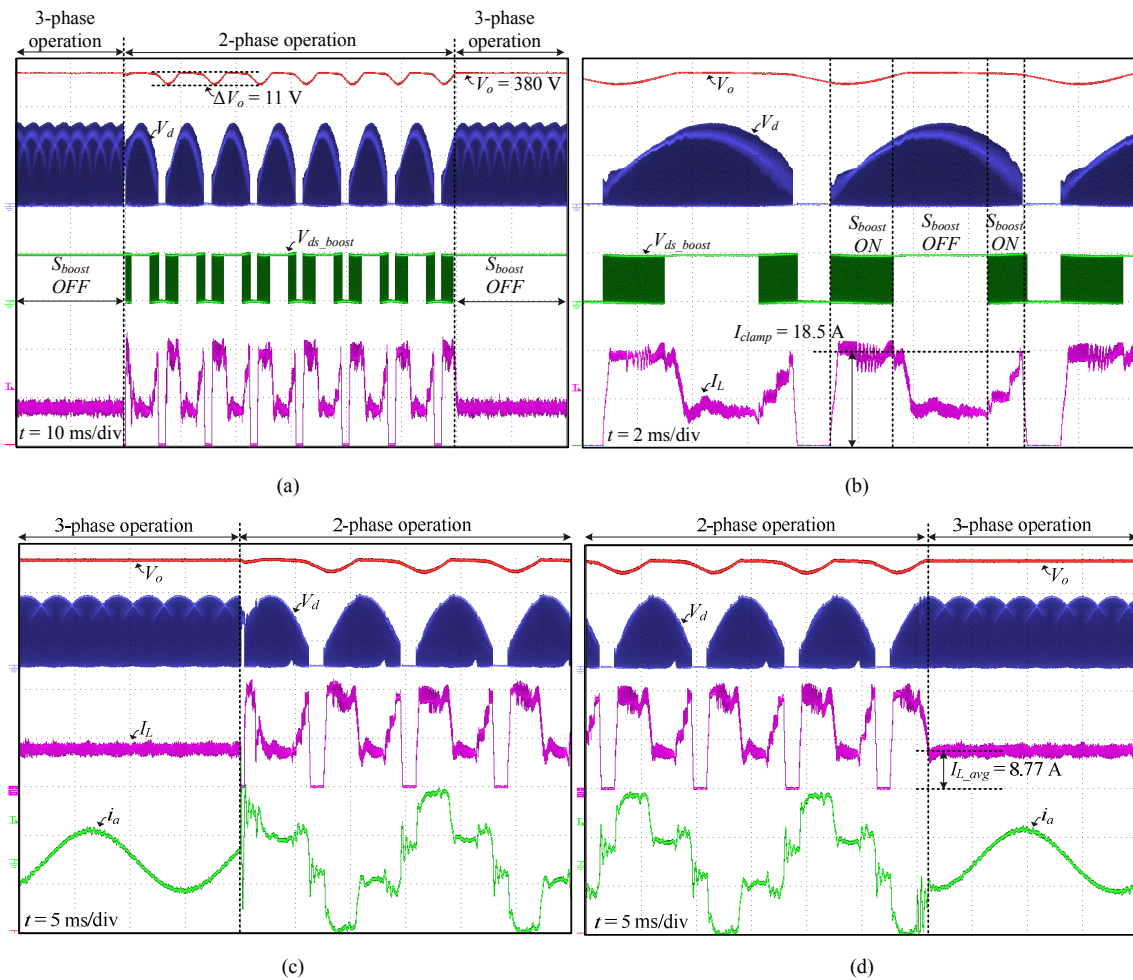 3-phase
operation
2-phase operation
3-phase
operation
ΔVo = 11 V
Vo = 380 V
Vd
Vds_boost
Sboost
OFF
Sboost
OFF
t = 10 ms/div
(a)
Vo
Vd
Sboost
ON
Sboost
OFF
Sboost
ON
Vds_boost
Iclamp = 18.5 A
IL
t = 2 ms/div
(b)
3-phase operation
2-phase operation
Vo
Vd
IL
ia
t = 5 ms/div
(c)
2-phase operation
3-phase operation
Vo
Vd
IL
IL_avg = 8.77 A
ia
t = 5 ms/div
(d)